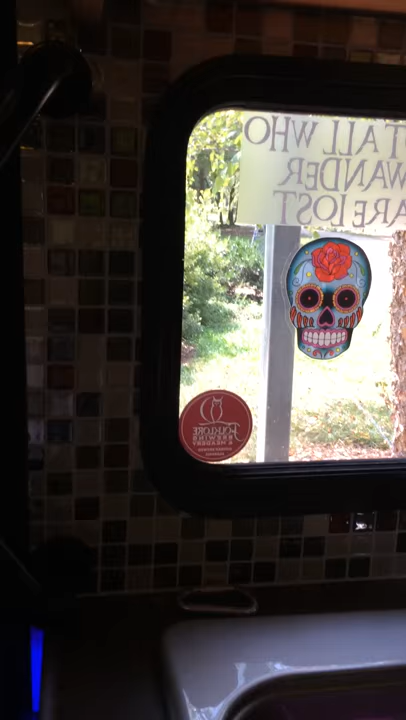 T ALL WHO
WANDER
ARE LOST
FOLKLORE
BREWING
& MEADERY